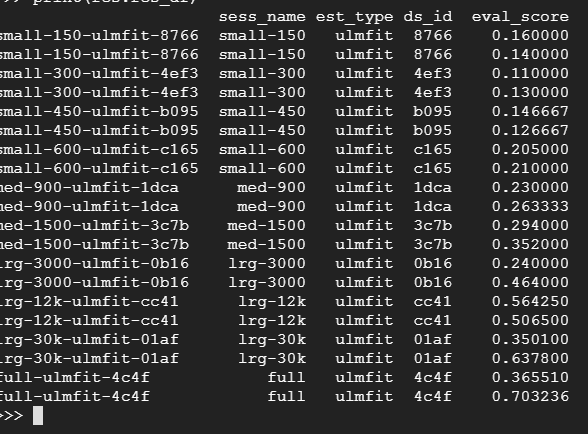 >>> print(res.res_df)
sess_name est_type ds_id eval_score
small-150-ulmfit-8766 small-150 ulmfit 8766 0.160000
small-150-ulmfit-8766 small-150 ulmfit 8766 0.140000
small-300-ulmfit-4ef3 small-300 ulmfit 4ef3 0.110000
small-300-ulmfit-4ef3 small-300 ulmfit 4ef3 0.130000
small-450-ulmfit-b095 small-450 ulmfit b095 0.146667
small-450-ulmfit-b095 small-450 ulmfit b095 0.126667
small-600-ulmfit-c165 small-600 ulmfit c165 0.205000
small-600-ulmfit-c165 small-600 ulmfit c165 0.210000
med-900-ulmfit-1dca med-900 ulmfit 1dca 0.230000
med-900-ulmfit-1dca med-900 ulmfit 1dca 0.263333
med-1500-ulmfit-3c7b med-1500 ulmfit 3c7b 0.294000
med-1500-ulmfit-3c7b med-1500 ulmfit 3c7b 0.352000
lrg-3000-ulmfit-0b16 lrg-3000 ulmfit 0b16 0.240000
lrg-3000-ulmfit-0b16 lrg-3000 ulmfit 0b16 0.464000
lrg-12k-ulmfit-cc41 lrg-12k ulmfit cc41 0.564250
lrg-12k-ulmfit-cc41 lrg-12k ulmfit cc41 0.506500
lrg-30k-ulmfit-01af lrg-30k ulmfit 01af 0.350100
lrg-30k-ulmfit-01af lrg-30k ulmfit 01af 0.637800
full-ulmfit-4c4f full ulmfit 4c4f 0.365510
full-ulmfit-4c4f full ulmfit 4c4f 0.703236
>>>